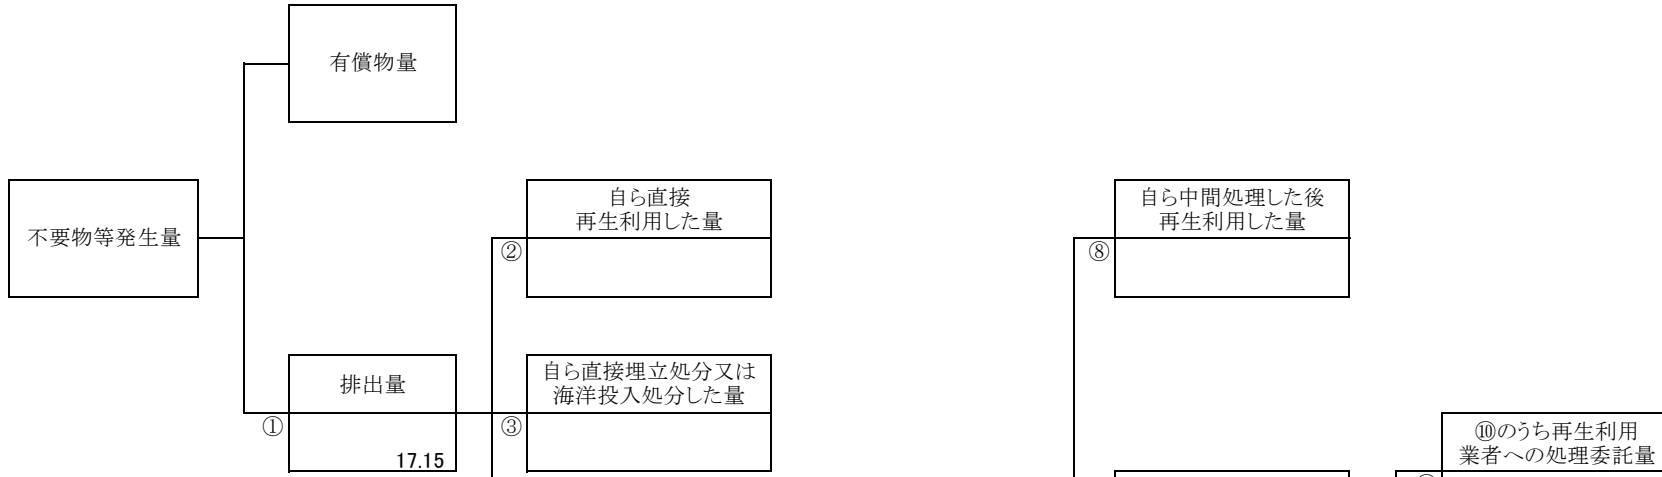 有償物量
不要物等発生量
自ら直接
再生利用した量
②
自ら中間処理した後
再生利用した量
⑧
排出量
①
17.15
自ら直接埋立処分又は
海洋投入処分した量
③
⑩のうち再生利用
業者への処理委託量